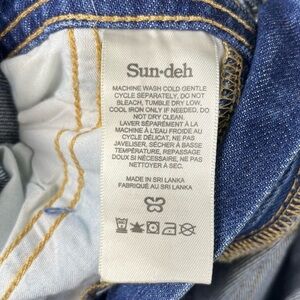 Sun·deh
MACHINE WASH COLD GENTLE
CYCLE SEPARATELY, DO NOT
BLEACH, TUMBLE DRY LOW,
COOL IRON ONLY IF NEEDED, DO
NOT DRY CLEAN.
LAVER SÉPARÉMENT À LA
MACHINE À L'EAU FROIDE AU
CYCLE DÉLICAT, NE PAS
JAVELISER, SÉCHER À BASSE
TEMPÉRATURE, REPASSAGE
DOUX SI NÉCESSAIRE, NE PAS
NETTOYER À SEC.
MADE IN SRI LANKA
FABRIQUÉ AU SRI LANKA